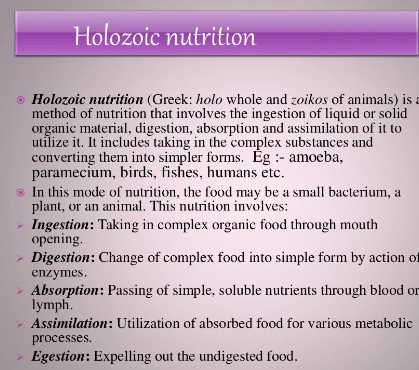 Holozoic nutrition
Holozoic nutrition (Greek: holo whole and zoikos of animals) is a
method of nutrition that involves the ingestion of liquid or solid
organic material, digestion, absorption and assimilation of it to
utilize it. It includes taking in the complex substances and
converting them into simpler forms. Eg :- amoeba,
paramecium, birds, fishes, humans etc.
In this mode of nutrition, the food may be a small bacterium, a
plant, or an animal. This nutrition involves:
Ingestion: Taking in complex organic food through mouth
opening.
Digestion: Change of complex food into simple form by action of
enzymes.
Absorption: Passing of simple, soluble nutrients through blood or
lymph.
Assimilation: Utilization of absorbed food for various metabolic
processes.
Egestion: Expelling out the undigested food.